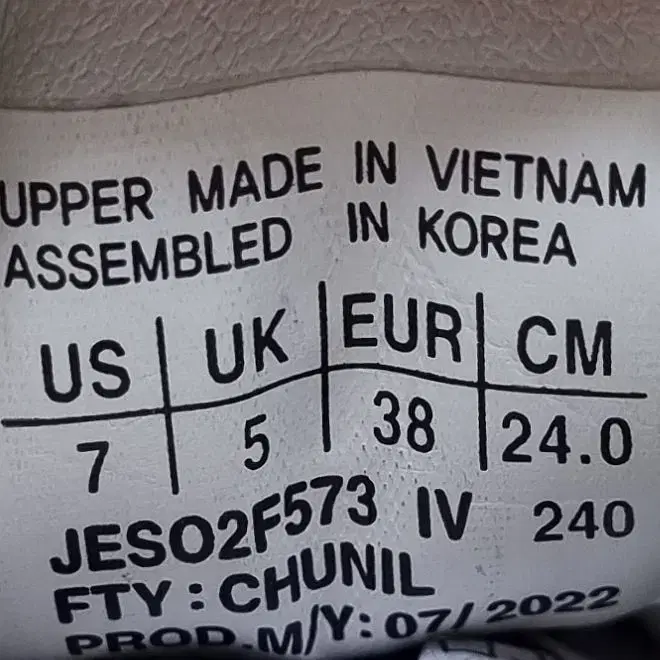 UPPER MADE IN VIETNAM
ASSEMBLED IN KOREA
US UK EUR CM
7 5 38 24.0
JESO2F573 IV 240
FTY : CHUNIL
PROD.M/Y: 07/2022